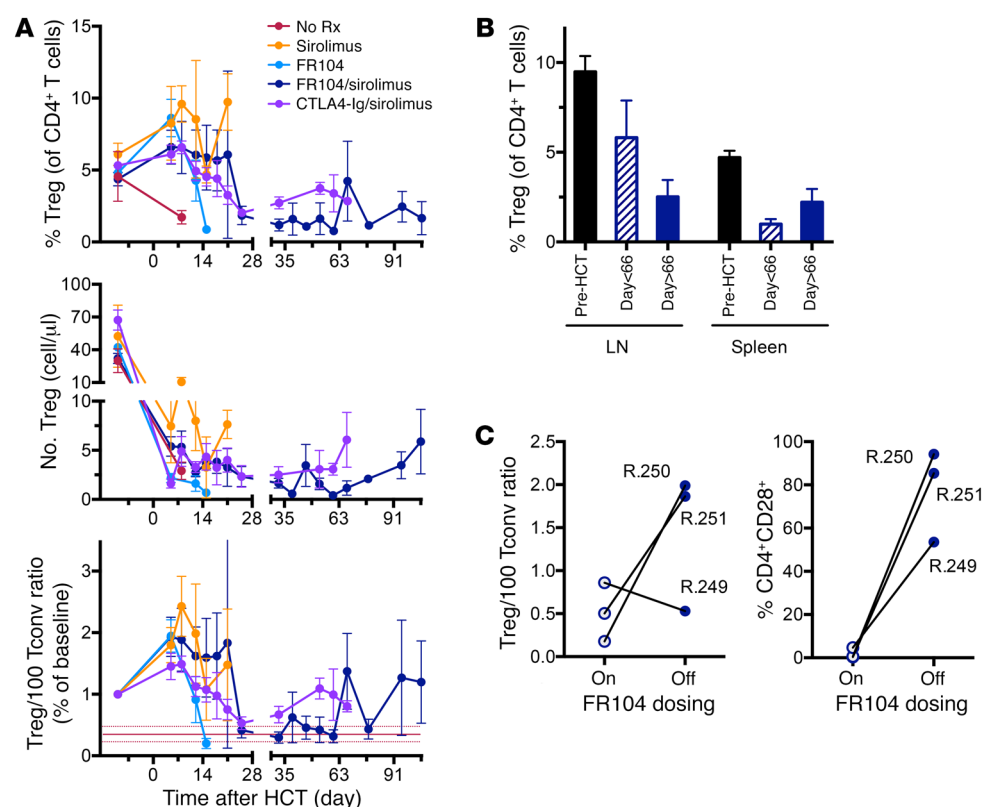 A
No Rx
Sirolimus
FR104
FR104/sirolimus
CTLA4-Ig/sirolimus
% Treg (of CD4⁺ T cells)
15
10
5
0
0 14 28 35 63 91
No. Treg (cell/µl)
100
70
40
10
10
5
0
0 14 28 35 63 91
Treg/100 Tconv ratio
(% of baseline)
3
2
1
0
0 14 28 35 63 91
Time after HCT (day)
B
% Treg (of CD4⁺ T cells)
10
5
0
Pre-HCT
Day<66
Day>66
Pre-HCT
Day<66
Day>66
LN Spleen
C
Treg/100 Tconv ratio
2.5
2.0
1.5
1.0
0.5
0.0
R.250
R.251
R.249
On Off
FR104 dosing
% CD4⁺CD28⁺
100
80
60
40
20
0
R.250
R.251
R.249
On Off
FR104 dosing